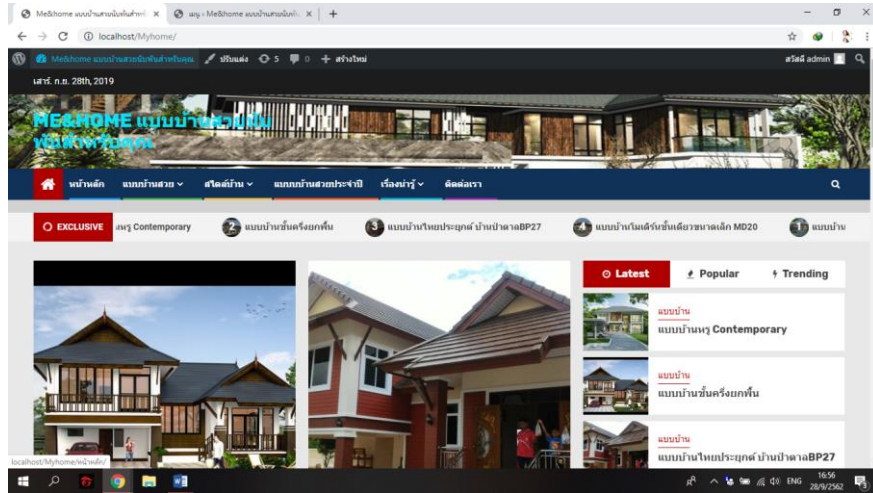 Me&home แบบบ้านสวยนับพันสำหรั
เมนู ‹ Me&home แบบบ้านสวยนับพัน
localhost/Myhome/
Me&home แบบบ้านสวยนับพันสำหรับคุณ
ปรับแต่ง
5
0
สร้างใหม่
สวัสดี admin
เสาร์. ก.ย. 28th, 2019
ME&HOME แบบบ้านสวยนับ
พันสำหรับคุณ
หน้าหลัก แบบบ้านสวย สไตล์บ้าน แบบบ้านสวยประจำปี เรื่องน่ารู้ ติดต่อเรา
EXCLUSIVE
Contemporary
2 แบบบ้านชั้นครึ่งยกพื้น
3 แบบบ้านไทยประยุกต์ บ้านป่าตาลBP27
4 แบบบ้านโมเดิร์นชั้นเดียวขนาดเล็ก MD20
1 แบบบ้าน
Latest Popular Trending
แบบบ้าน
แบบบ้านหรู Contemporary
แบบบ้าน
แบบบ้านชั้นครึ่งยกพื้น
แบบบ้าน
แบบบ้านไทยประยุกต์ บ้านป่าตาลBP27
localhost/Myhome/หน้าหลัก/
ENG
16:56
28/9/2562